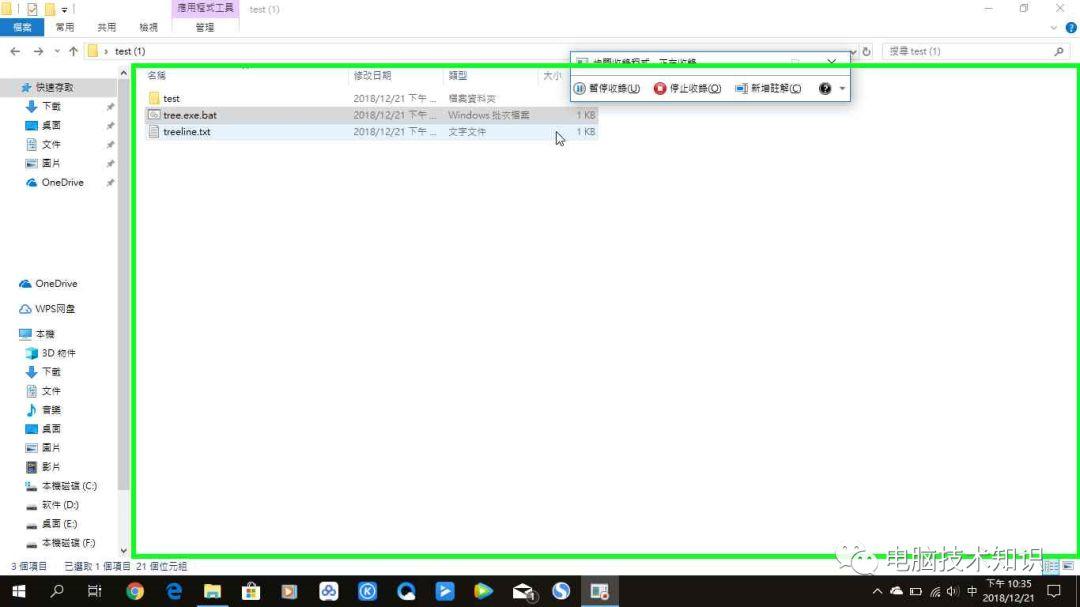 應用程式工具 test (1)
檔案 常用 共用 檢視 管理
test (1) 搜尋 test (1)
名稱 修改日期 類型 大小
暫停收錄(U) 停止收錄(O) 新增註解(C)
test 2018/12/21 下午 ... 檔案資料夾
tree.exe.bat 2018/12/21 下午 ... Windows 批次檔案 1 KB
treeline.txt 2018/12/21 下午 ... 文字文件 1 KB
快速存取
下載
桌面
文件
圖片
OneDrive
OneDrive
WPS网盘
本機
3D 物件
下載
文件
音樂
桌面
圖片
影片
本機磁碟 (C:)
软件 (D:)
桌面 (E:)
本機磁碟 (F:)
3 個項目 已選取 1 個項目 21 個位元組
电脑技术知识
中 下午 10:35
2018/12/21